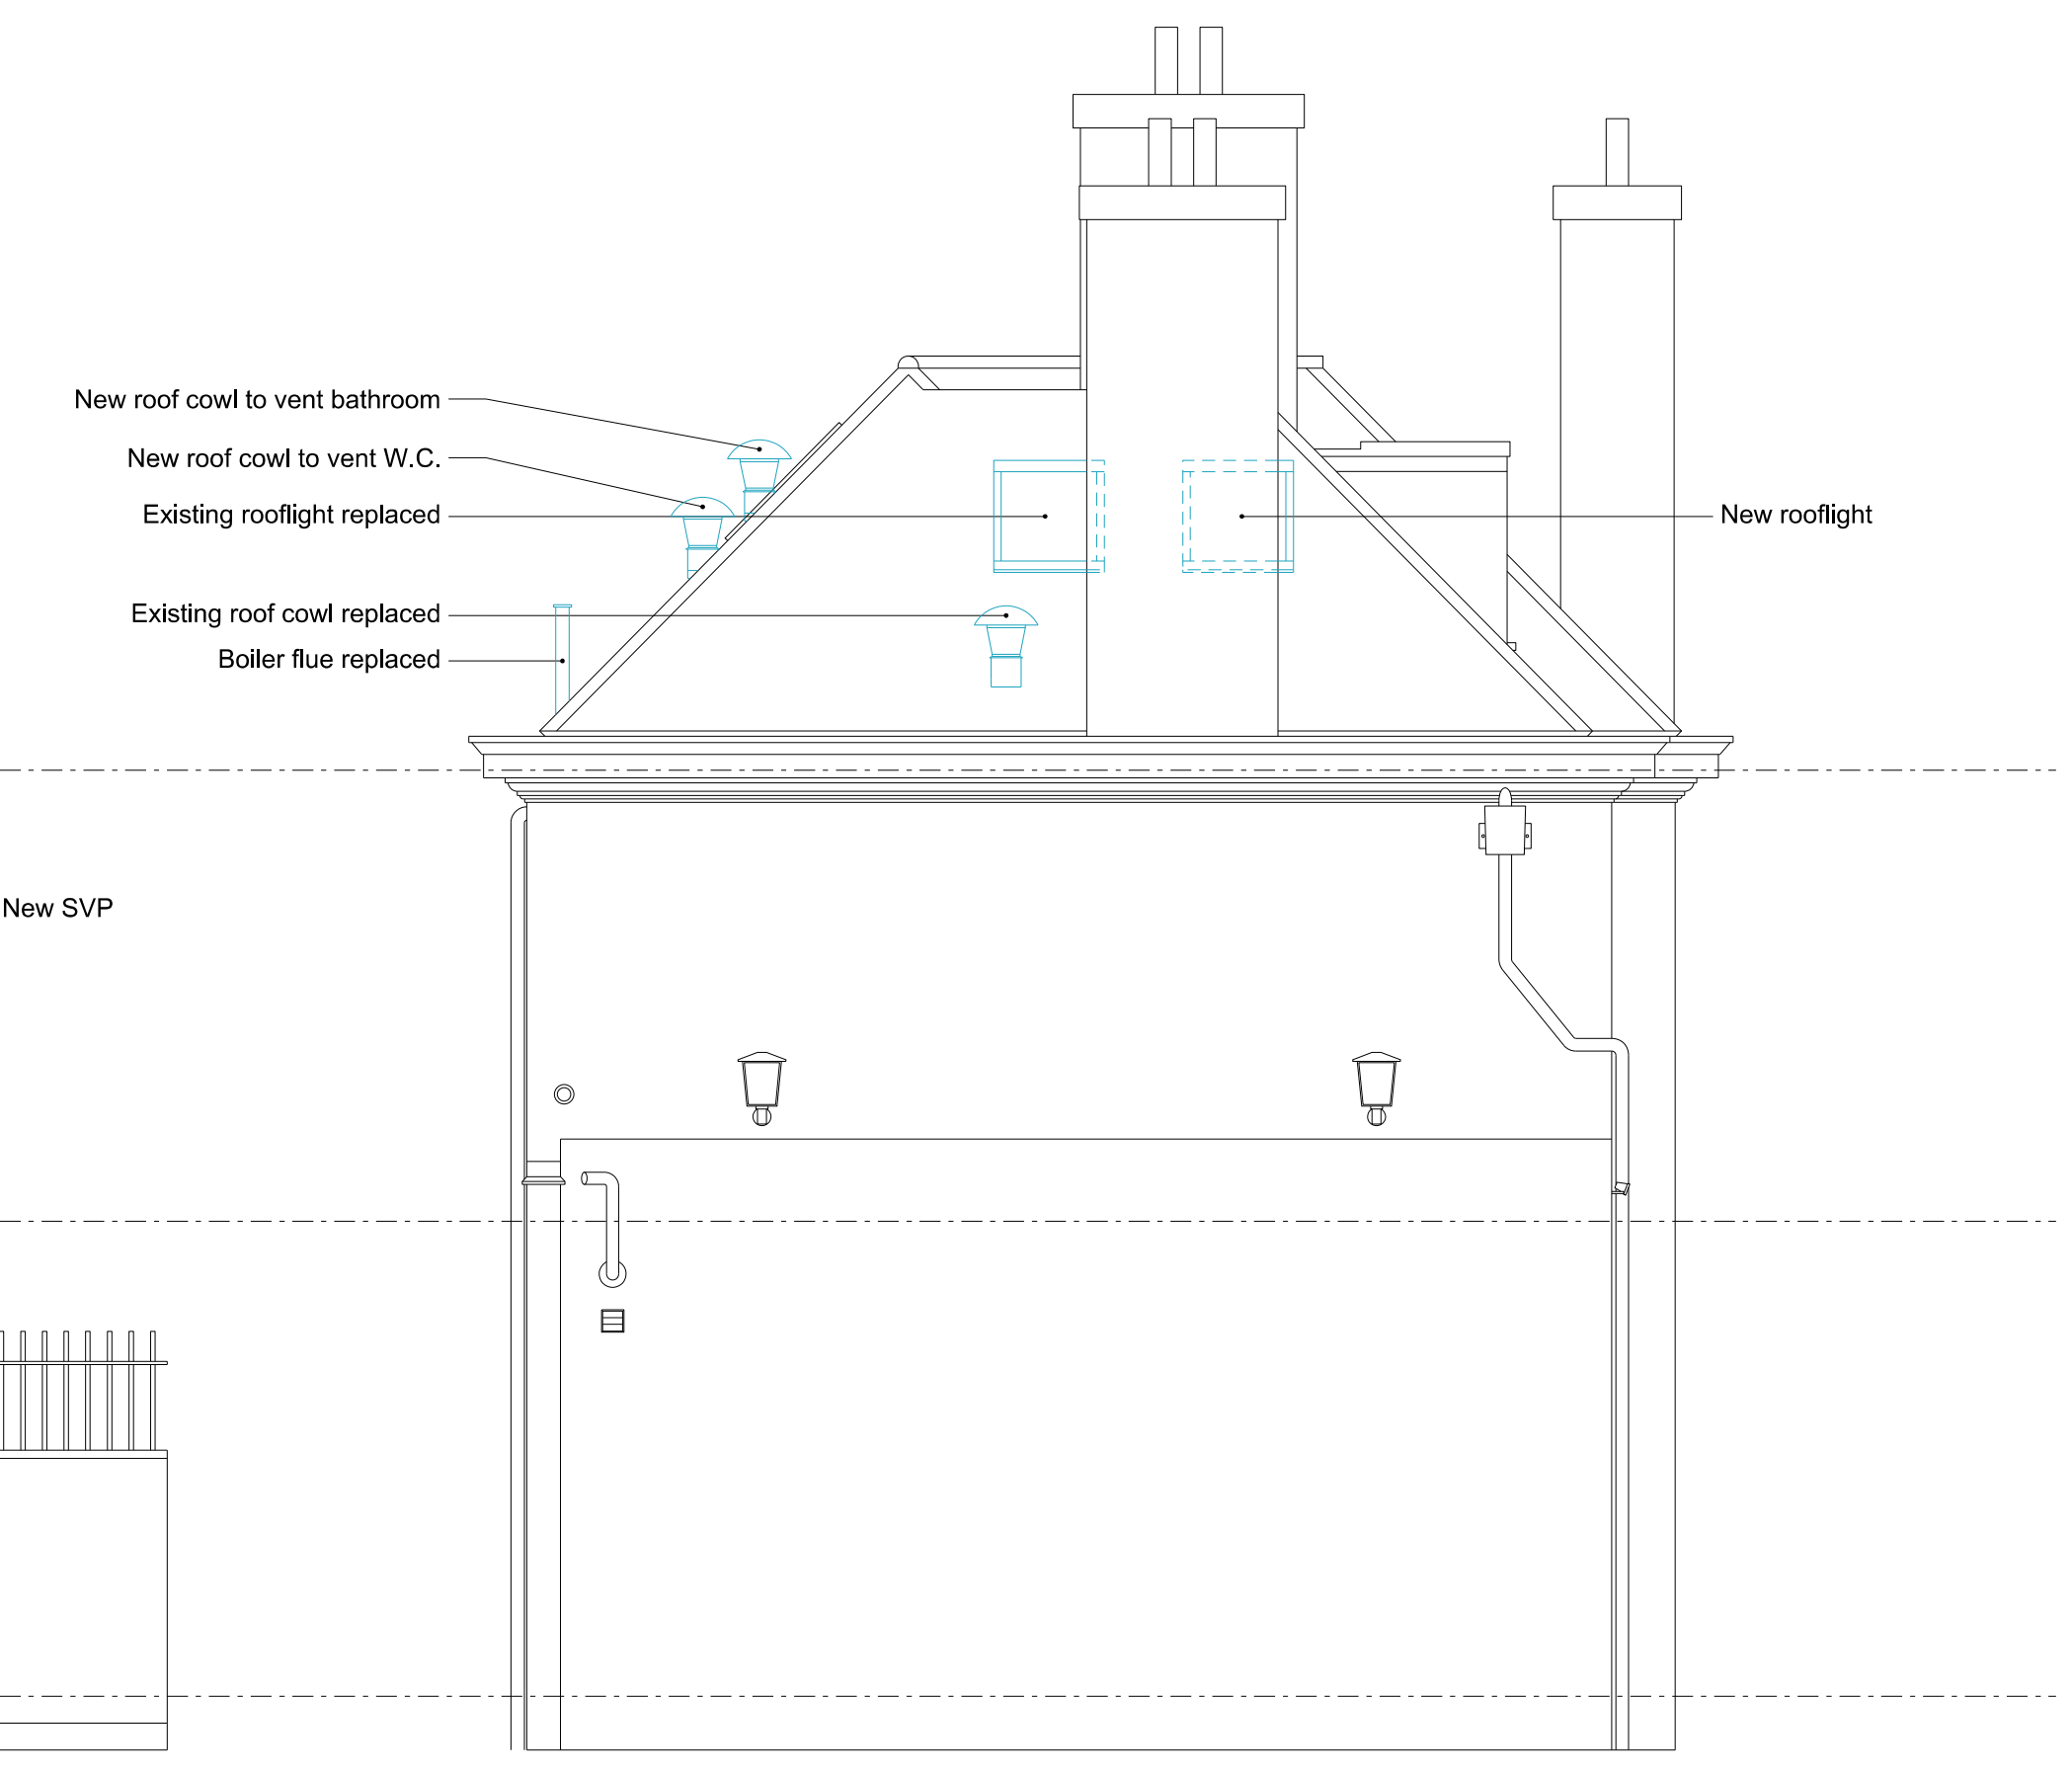 New roof cowl to vent bathroom
New roof cowl to vent W.C.
Existing rooflight replaced
New rooflight
Existing roof cowl replaced
Boiler flue replaced
New SVP